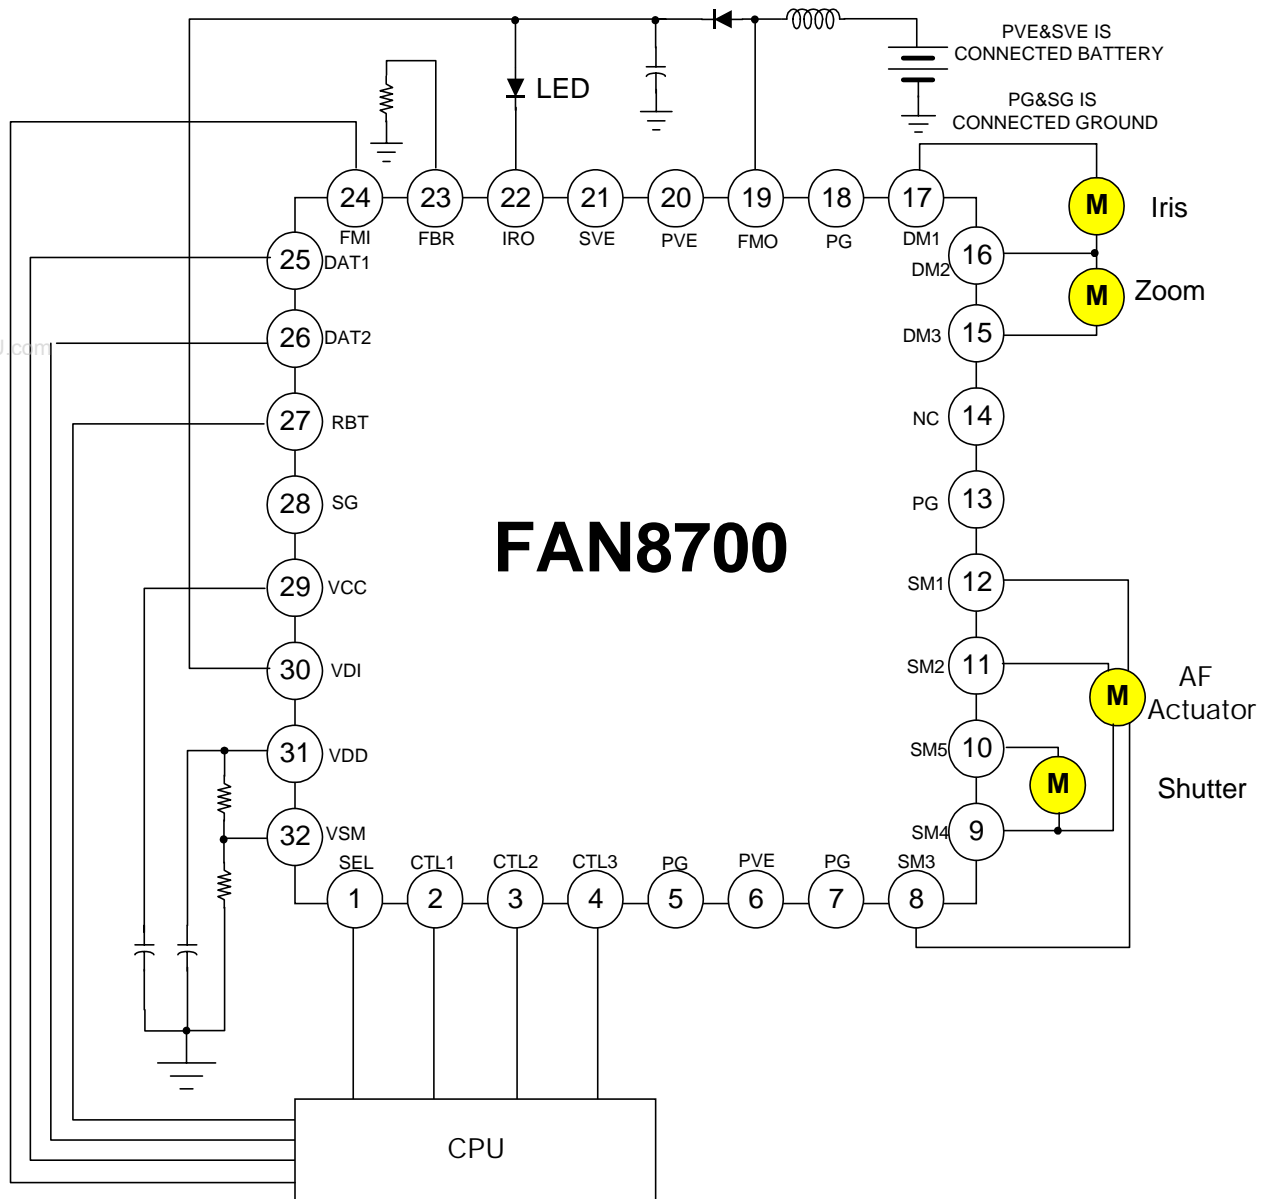 PVE&SVE IS
CONNECTED BATTERY
LED
PG&SG IS
CONNECTED GROUND
24 23 22 21 20 19 18 17
FMI FBR IRO SVE PVE FMO PG DM1
M Iris
25 DAT1
DM2 16
M Zoom
26 DAT2
DM3 15
.com
27 RBT
NC 14
28 SG
PG 13
FAN8700
29 VCC
SM1 12
30 VDI
SM2 11
M AF
Actuator
31 VDD
SM5 10
M Shutter
32 VSM
SM4 9
SEL CTL1 CTL2 CTL3 PG PVE PG SM3
1 2 3 4 5 6 7 8
CPU